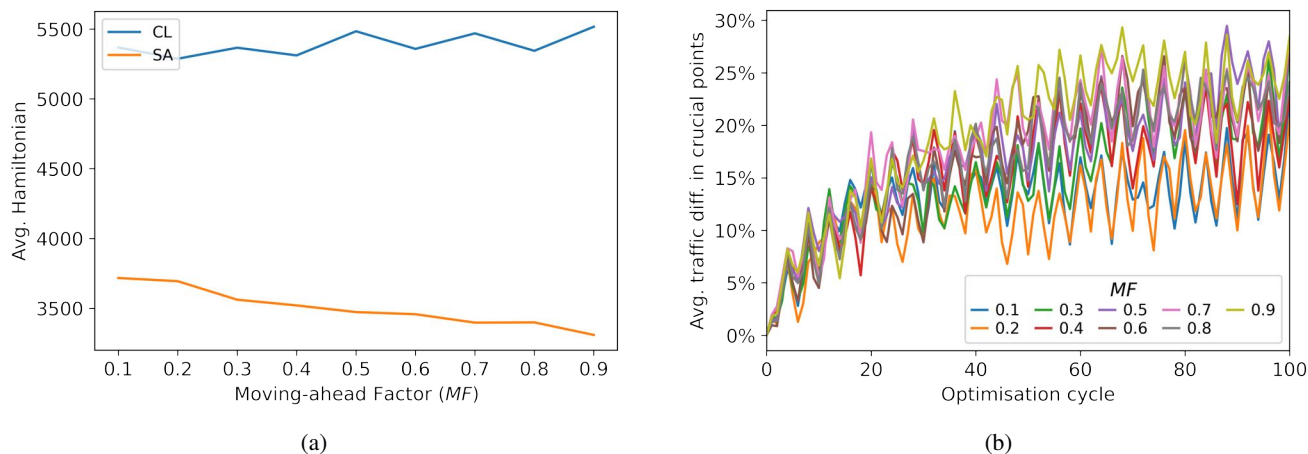 5500
5000
4500
4000
3500
Avg. Hamiltonian
CL
SA
0.1 0.2 0.3 0.4 0.5 0.6 0.7 0.8 0.9
Moving-ahead Factor (MF)
(a)
30%
25%
20%
15%
10%
5%
0%
Avg. traffic diff. in crucial points
MF
0.1 0.3 0.5 0.7 0.9
0.2 0.4 0.6 0.8
0 20 40 60 80 100
Optimisation cycle
(b)